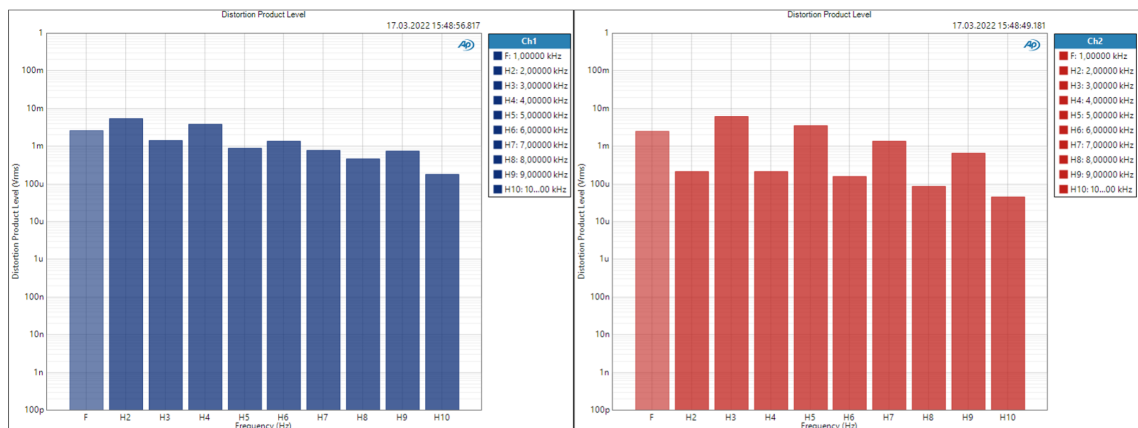 Distortion Product Level
17.03.2022 15:48:56.817
Distortion Product Level (Vrms)
1
100m
10m
1m
100u
10u
1u
100n
10n
1n
100p
F H2 H3 H4 H5 H6 H7 H8 H9 H10
Frequency (Hz)
AP
Ch1
F: 1,00000 kHz
H2: 2,00000 kHz
H3: 3,00000 kHz
H4: 4,00000 kHz
H5: 5,00000 kHz
H6: 6,00000 kHz
H7: 7,00000 kHz
H8: 8,00000 kHz
H9: 9,00000 kHz
H10: 10...00 kHz
Distortion Product Level
17.03.2022 15:48:49.181
Distortion Product Level (Vrms)
1
100m
10m
1m
100u
10u
1u
100n
10n
1n
100p
F H2 H3 H4 H5 H6 H7 H8 H9 H10
Frequency (Hz)
AP
Ch2
F: 1,00000 kHz
H2: 2,00000 kHz
H3: 3,00000 kHz
H4: 4,00000 kHz
H5: 5,00000 kHz
H6: 6,00000 kHz
H7: 7,00000 kHz
H8: 8,00000 kHz
H9: 9,00000 kHz
H10: 10...00 kHz